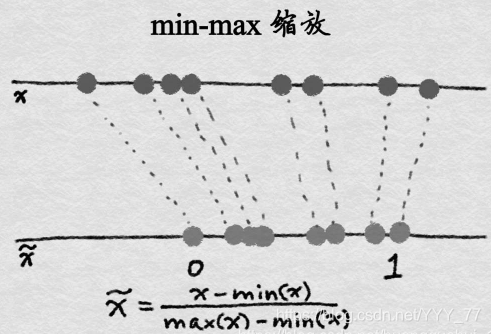 min-max 缩放
x
x̃
0 1
x̃ = x-min(x) / max(x)-min(x)
https://blog.csdn.net/YYY_77